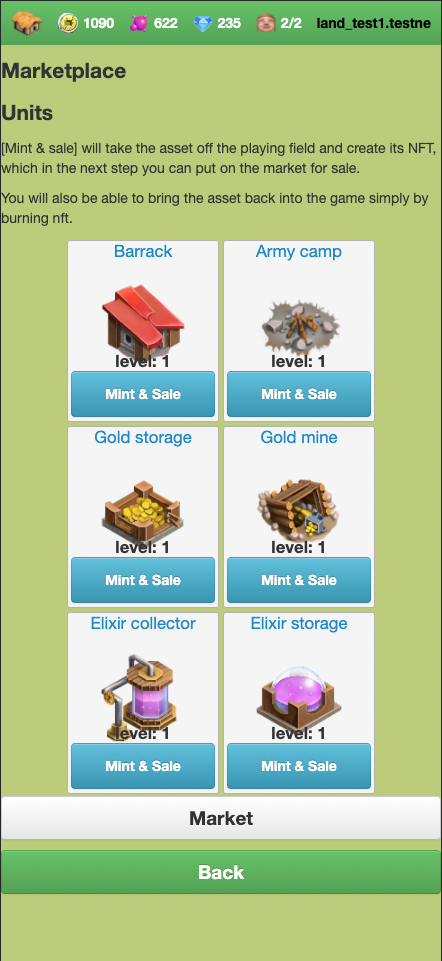 1090 622 235 2/2 land_test1.testne
Marketplace
Units
[Mint & sale] will take the asset off the playing field and create its NFT,
which in the next step you can put on the market for sale.
You will also be able to bring the asset back into the game simply by
burning nft.
Barrack Army camp
level: 1 level: 1
Mint & Sale Mint & Sale
Gold storage Gold mine
level: 1 level: 1
Mint & Sale Mint & Sale
Elixir collector Elixir storage
level: 1 level: 1
Mint & Sale Mint & Sale
Market
Back